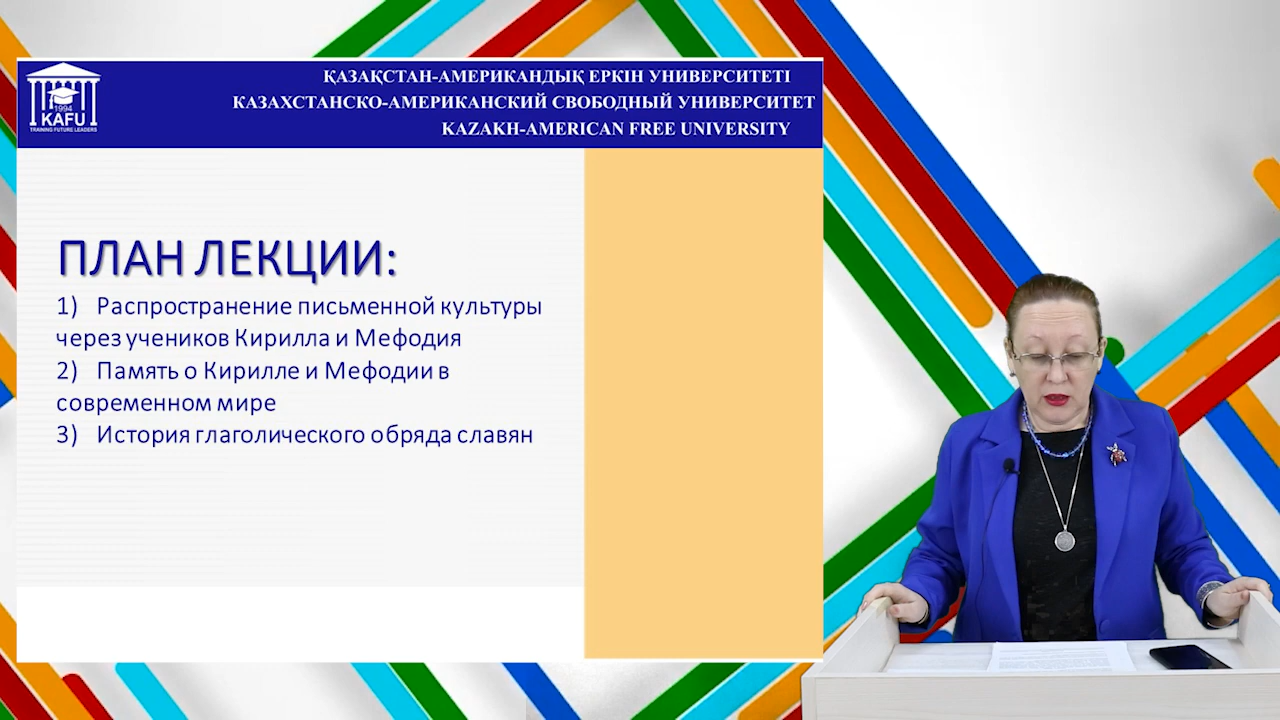 ҚАЗАҚСТАН-АМЕРИКАНДЫҚ ЕРКІН УНИВЕРСИТЕТІ
КАЗАХСТАНСКО-АМЕРИКАНСКИЙ СВОБОДНЫЙ УНИВЕРСИТЕТ
KAZAKH-AMERICAN FREE UNIVERSITY
1994
KAFU
TRAINING FUTURE LEADERS
ПЛАН ЛЕКЦИИ:
1) Распространение письменной культуры
через учеников Кирилла и Мефодия
2) Память о Кирилле и Мефодии в
современном мире
3) История глаголического обряда славян